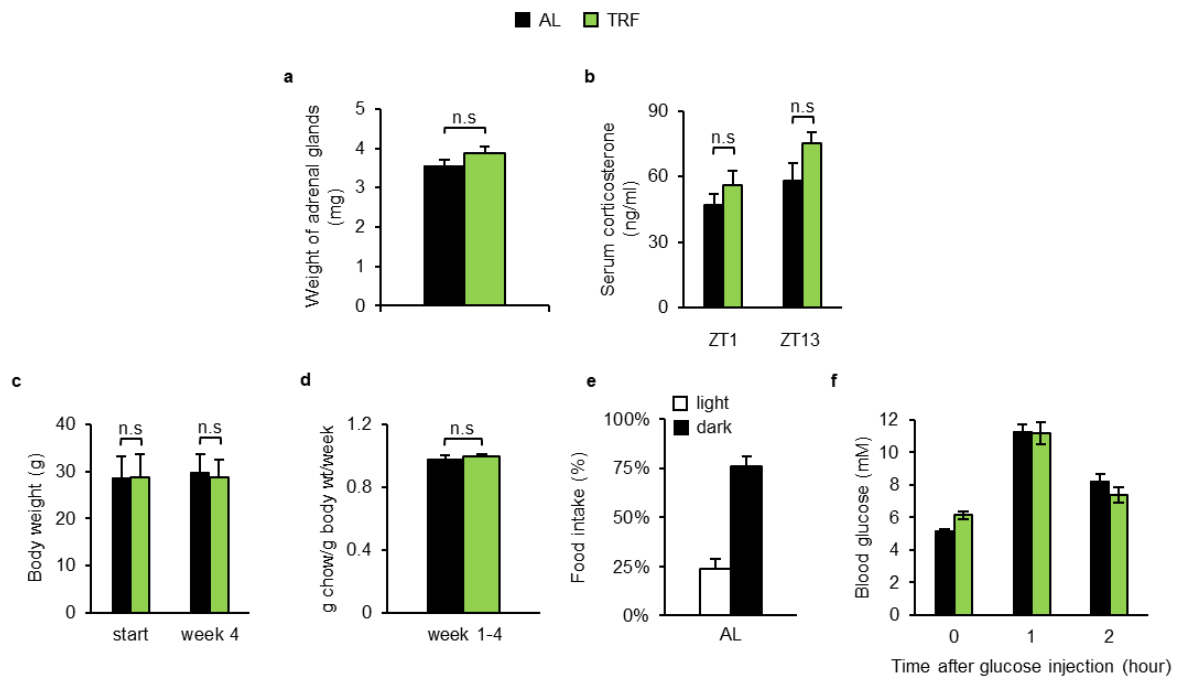 AL TRF
a
Weight of adrenal glands
(mg)
5
4
3
2
1
0
n.s
b
Serum corticosterone
(ng/ml)
90
60
30
0
n.s
n.s
ZT1 ZT13
c
Body weight (g)
40
30
20
10
0
n.s n.s
start week 4
d
g chow/g body wt/week
1.2
0.8
0.4
0
n.s
week 1-4
e
light
dark
Food intake (%)
100%
75%
50%
25%
0%
AL
f
Blood glucose (mM)
12
10
8
6
4
2
0
0 1 2
Time after glucose injection (hour)